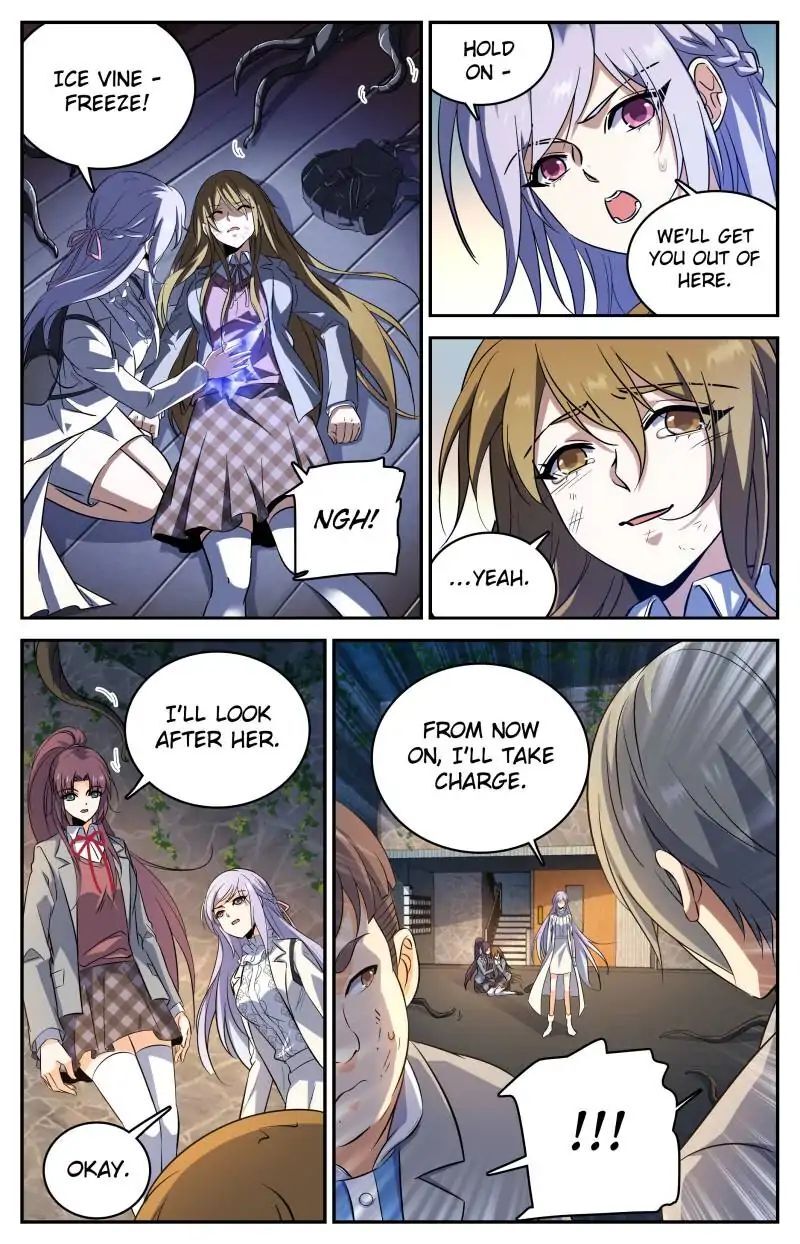 ICE VINE -
FREEZE!
NGH!
HOLD
ON -
WE'LL GET
YOU OUT OF
HERE.
...YEAH.
I'LL LOOK
AFTER HER.
OKAY.
FROM NOW
ON, I'LL TAKE
CHARGE.
!!!